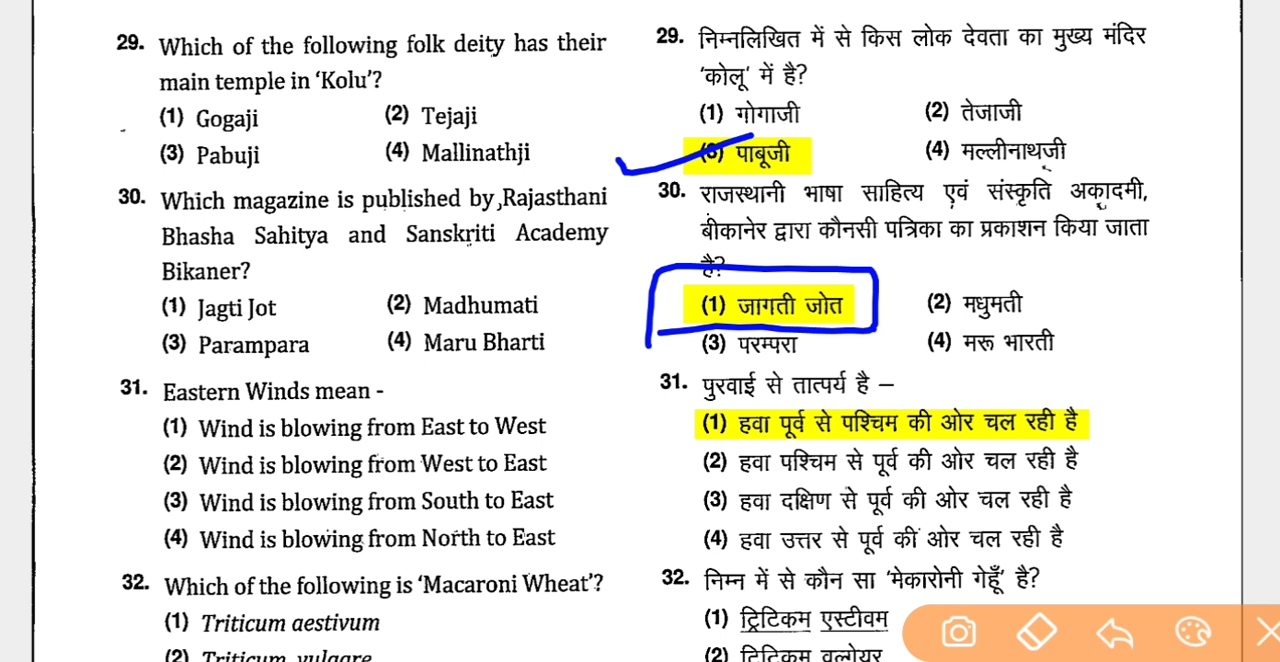 29. Which of the following folk deity has their
main temple in ‘Kolu’?
(1) Gogaji (2) Tejaji
(3) Pabuji (4) Mallinathji
30. Which magazine is published by Rajasthani
Bhasha Sahitya and Sanskriti Academy
Bikaner?
(1) Jagti Jot (2) Madhumati
(3) Parampara (4) Maru Bharti
31. Eastern Winds mean -
(1) Wind is blowing from East to West
(2) Wind is blowing from West to East
(3) Wind is blowing from South to East
(4) Wind is blowing from North to East
32. Which of the following is ‘Macaroni Wheat’?
(1) Triticum aestivum
(2) Triticum vulgare
29. निम्नलिखित में से किस लोक देवता का मुख्य मंदिर
‘कोलू’ में है?
(1) गोगाजी (2) तेजाजी
(3) पाबूजी (4) मल्लीनाथजी
30. राजस्थानी भाषा साहित्य एवं संस्कृति अकादमी,
बीकानेर द्वारा कौनसी पत्रिका का प्रकाशन किया जाता
है?
(1) जागती जोत (2) मधुमती
(3) परम्परा (4) मरू भारती
31. पुरवाई से तात्पर्य है –
(1) हवा पूर्व से पश्चिम की ओर चल रही है
(2) हवा पश्चिम से पूर्व की ओर चल रही है
(3) हवा दक्षिण से पूर्व की ओर चल रही है
(4) हवा उत्तर से पूर्व की ओर चल रही है
32. निम्न में से कौन सा ‘मेकारोनी गेहूँ’ है?
(1) ट्रिटिकम एस्टीवम
(2) ट्रिटिकम वल्गेयर